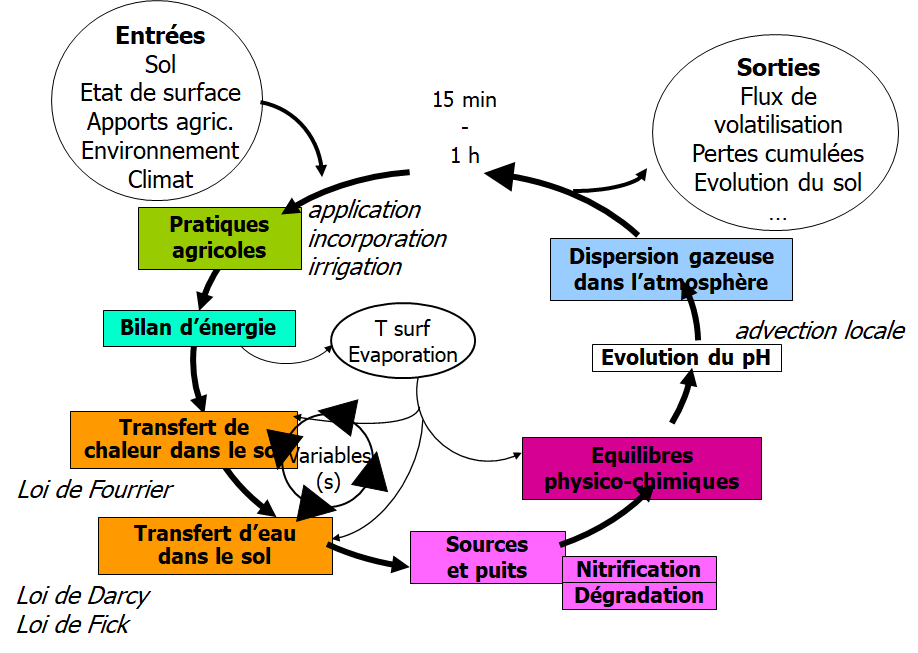 Entrées
Sol
Etat de surface
Apports agric.
Environnement
Climat
15 min
-
1 h
Sorties
Flux de
volatilisation
Pertes cumulées
Evolution du sol
...
Pratiques
agricoles
application
incorporation
irrigation
Dispersion gazeuse
dans l’atmosphère
Bilan d’énergie
T surf
Evaporation
advection locale
Evolution du pH
Transfert de
chaleur dans le sol
Variables
(s)
Equilibres
physico-chimiques
Loi de Fourrier
Transfert d’eau
dans le sol
Sources
et puits
Nitrification
Dégradation
Loi de Darcy
Loi de Fick